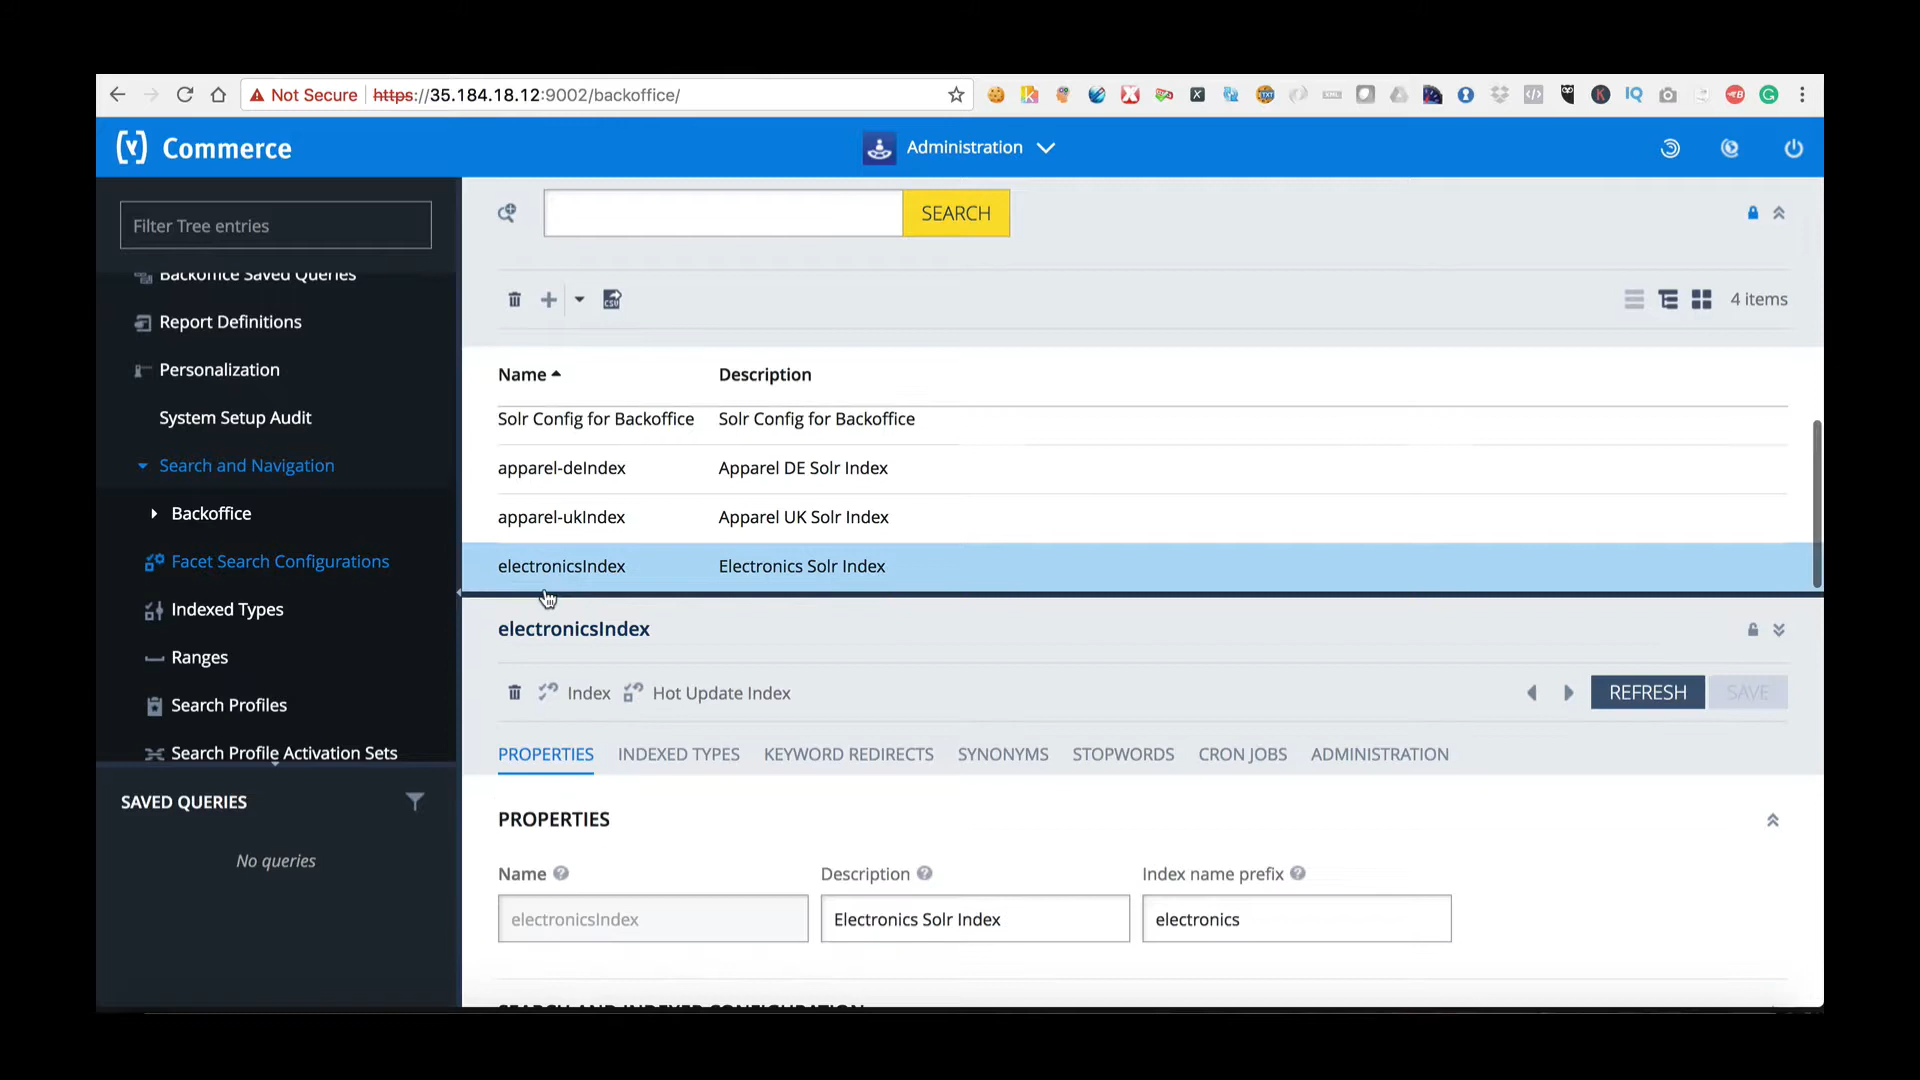 Not Secure https://35.184.18.12:9002/backoffice/
Commerce
Administration
Filter Tree entries
SEARCH
Backoffice Saved Queries
Report Definitions
Personalization
System Setup Audit
Search and Navigation
Backoffice
Facet Search Configurations
Indexed Types
Ranges
Search Profiles
Search Profile Activation Sets
SAVED QUERIES
No queries
4 items
Name Description
Solr Config for Backoffice Solr Config for Backoffice
apparel-deIndex Apparel DE Solr Index
apparel-ukIndex Apparel UK Solr Index
electronicsIndex Electronics Solr Index
electronicsIndex
Index Hot Update Index REFRESH SAVE
PROPERTIES INDEXED TYPES KEYWORD REDIRECTS SYNONYMS STOPWORDS CRON JOBS ADMINISTRATION
PROPERTIES
Name Description Index name prefix
electronicsIndex Electronics Solr Index electronics
SEARCH AND INDEXER CONFIGURATION